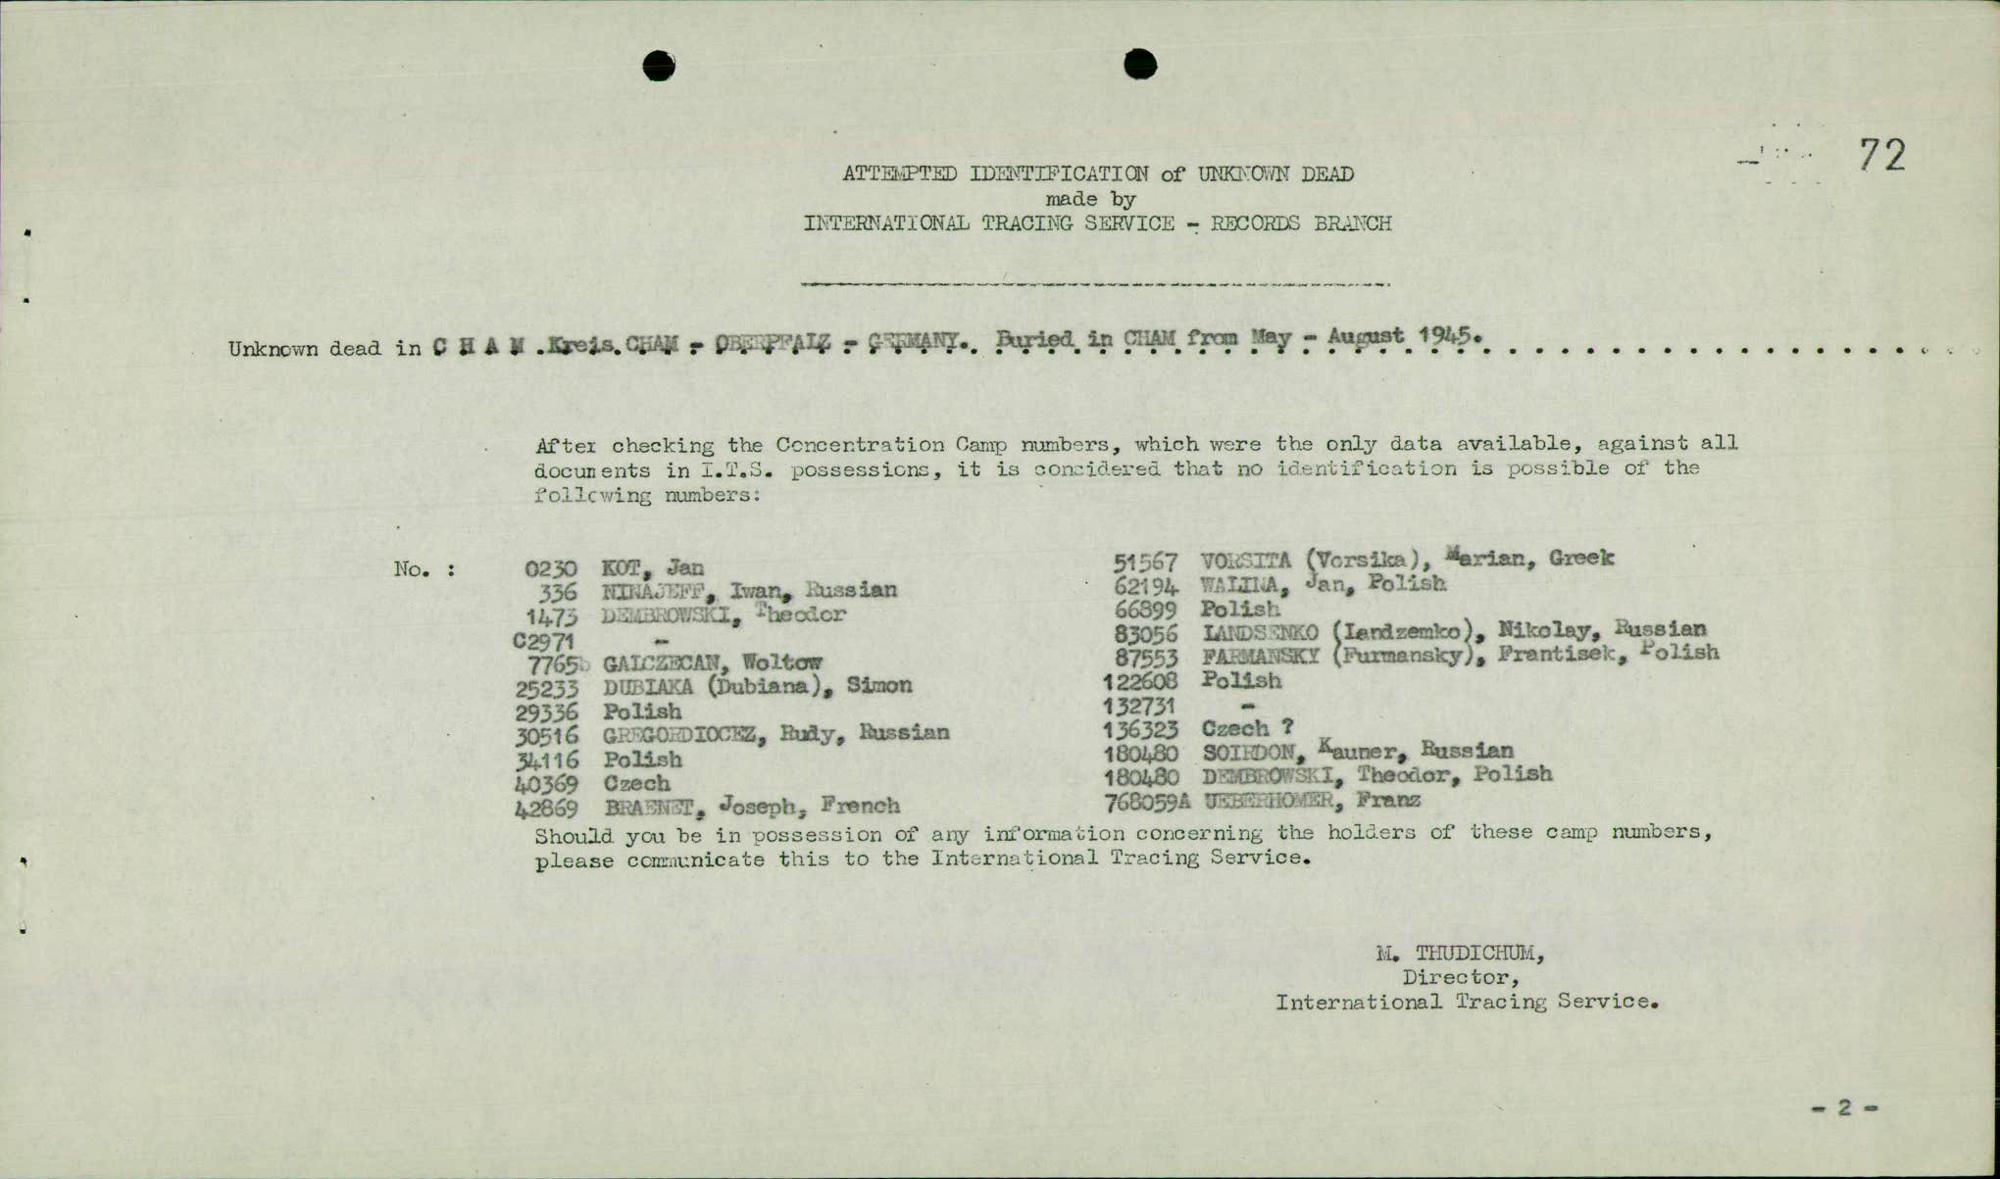 72
ATTEMPTED IDENTIFICATION of UNKNOWN DEAD
made by
INTERNATIONAL TRACING SERVICE - RECORDS BRANCH
Unknown dead in C H A M . Kreis. CHAM - OBERPFALZ - GERMANY. Buried in CHAM from May - August 1945.
After checking the Concentration Camp numbers, which were the only data available, against all
documents in I.T.S. possessions, it is considered that no identification is possible of the
following numbers:
No. :
0230 KOT, Jan
336 NINAJEFF, Iwan, Russian
1473 DEMBROWSKI, Theodor
C2971 -
7765 GALCZECAN, Woltow
25233 DUBIAKA (Dubiana), Simon
29336 Polish
30516 GREGORDIOCEZ, Rudy, Russian
34116 Polish
40369 Czech
42869 BRAENET, Joseph, French
51567 VORSITA (Vorsika), Marian, Greek
62194 WALINA, Jan, Polish
66899 Polish
83056 LANDSENKO (Landzemko), Nikolay, Russian
87553 FARMANSKY (Furmansky), Frantisek, Polish
122608 Polish
132731 -
136323 Czech ?
180480 SOIRDON, Kauner, Russian
180480 DEMBROWSKI, Theodor, Polish
768059A UEBERHOMER, Franz
Should you be in possession of any information concerning the holders of these camp numbers,
please communicate this to the International Tracing Service.
M. THUDICHUM,
Director,
International Tracing Service.
- 2 -